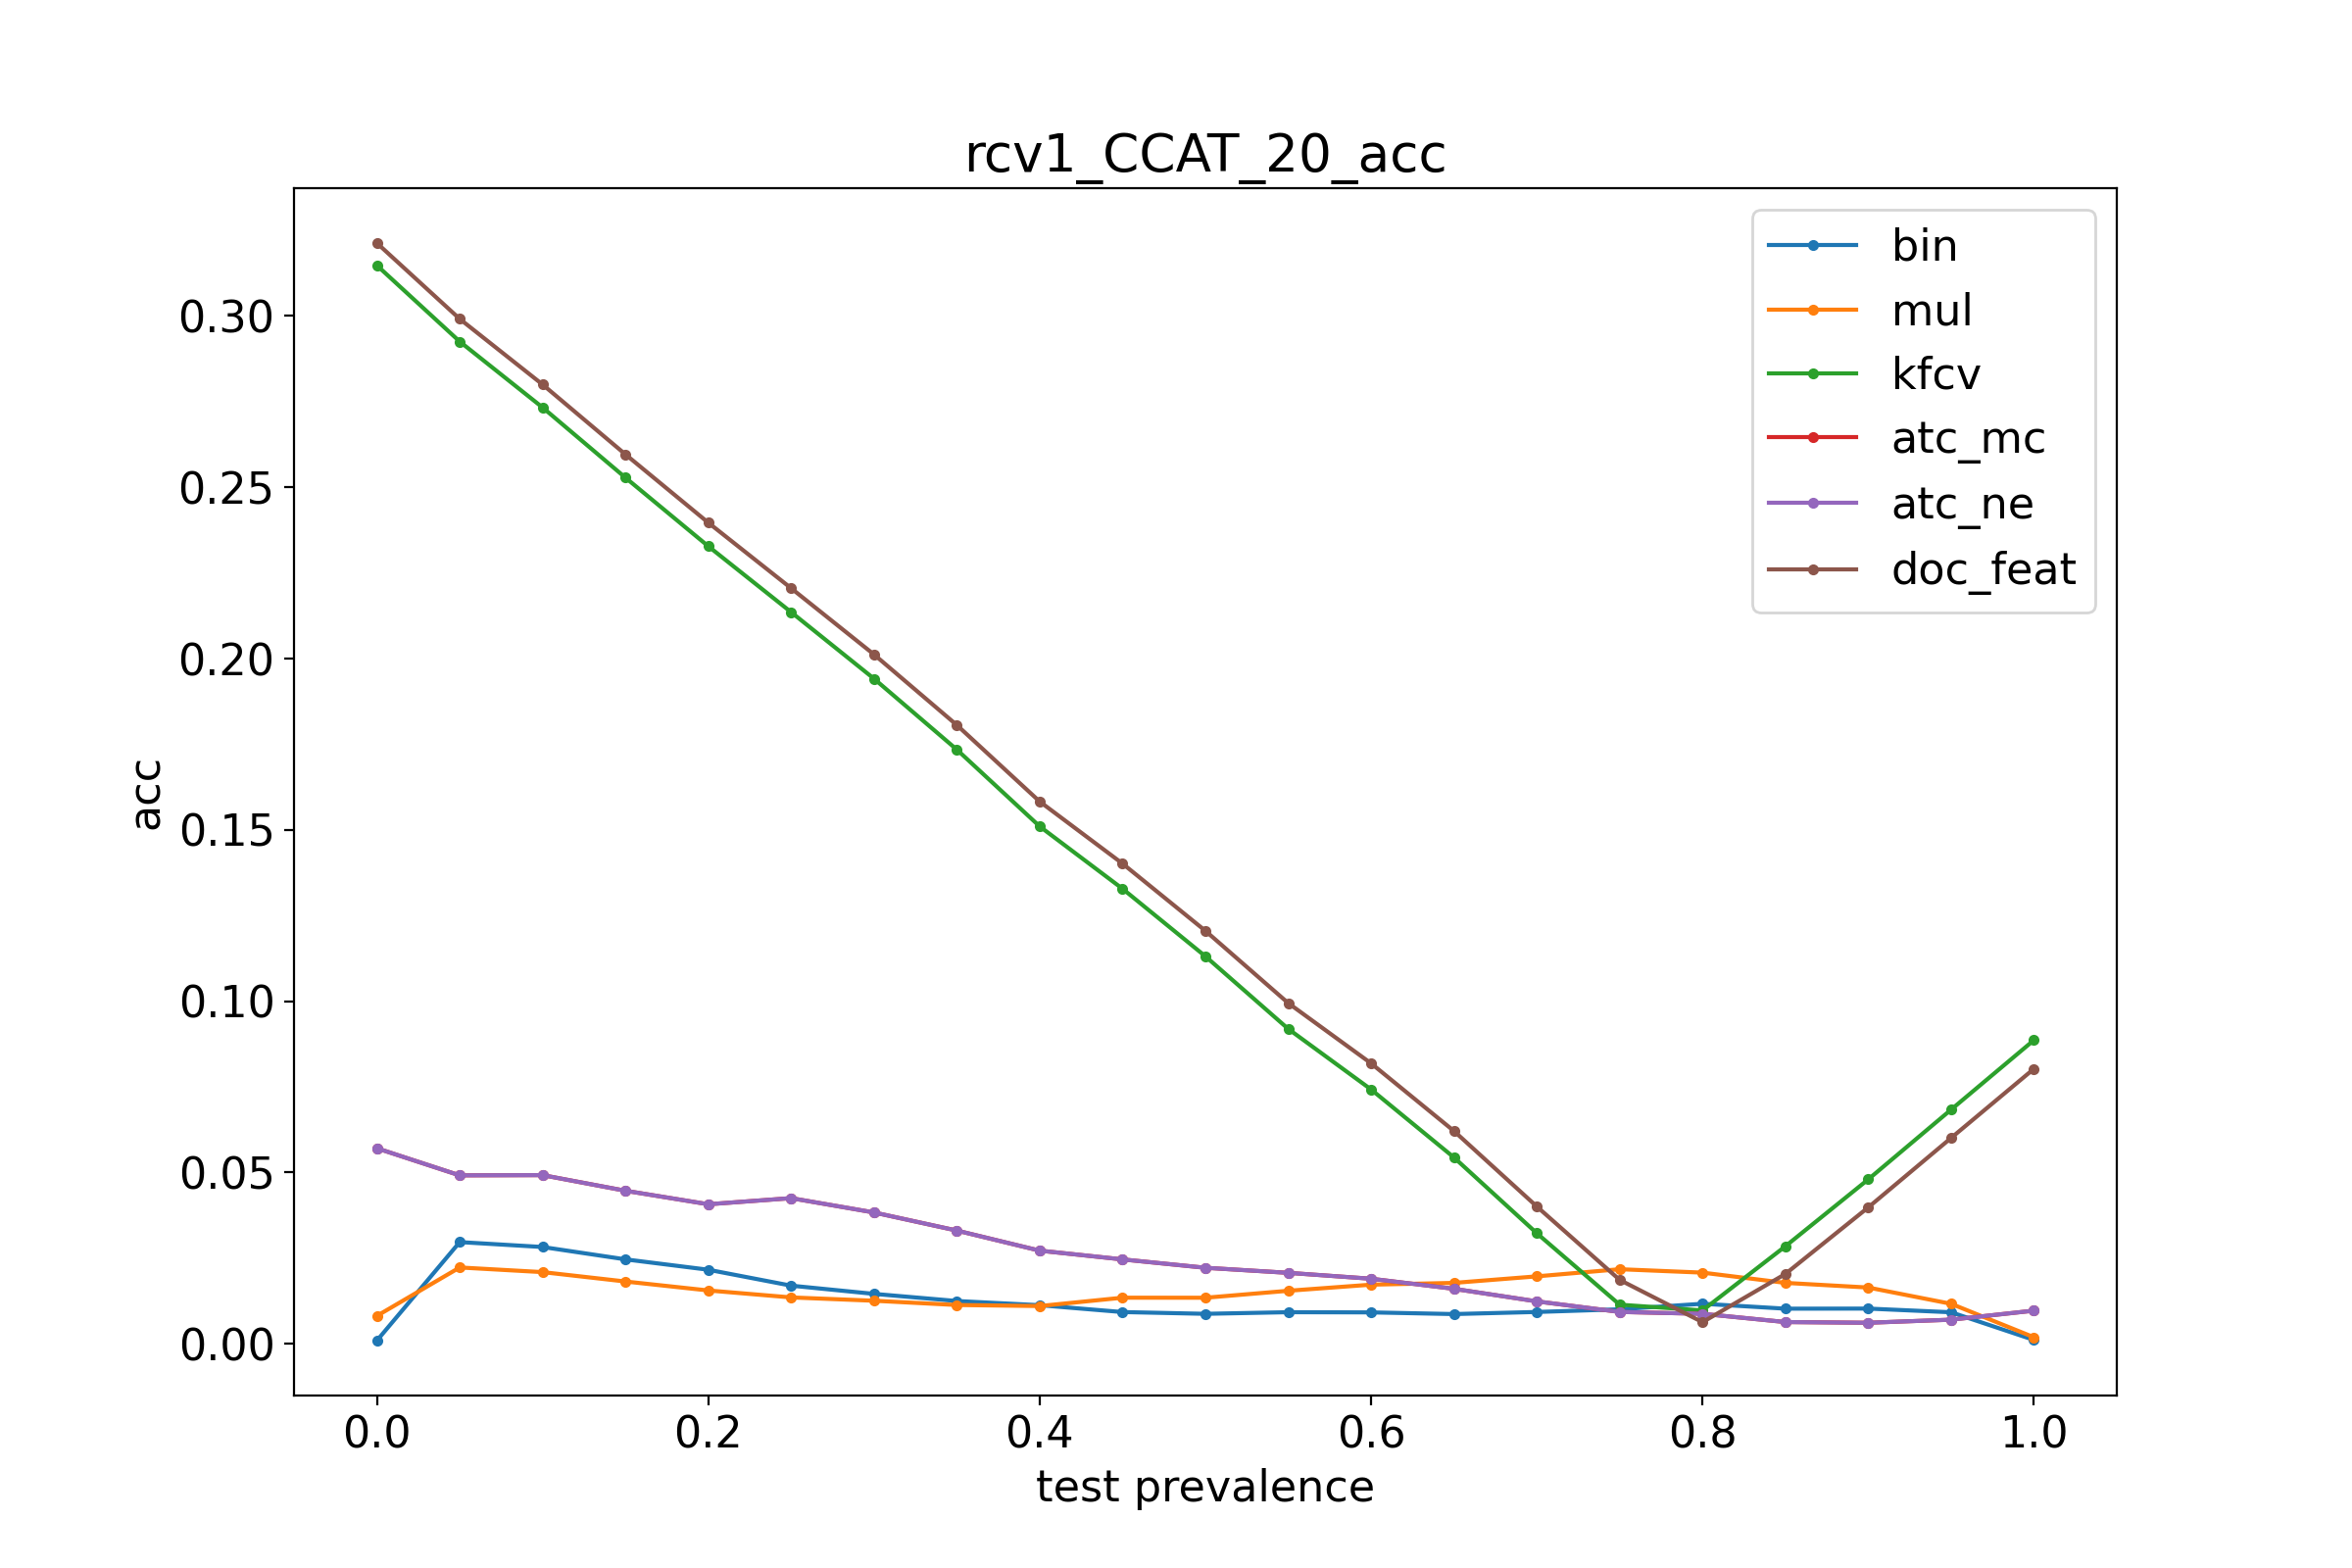 rcv1_CCAT_20_acc
bin
mul
kfcv
atc_mc
atc_ne
doc_feat
acc
0.30
0.25
0.20
0.15
0.10
0.05
0.00
0.0 0.2 0.4 0.6 0.8 1.0
test prevalence